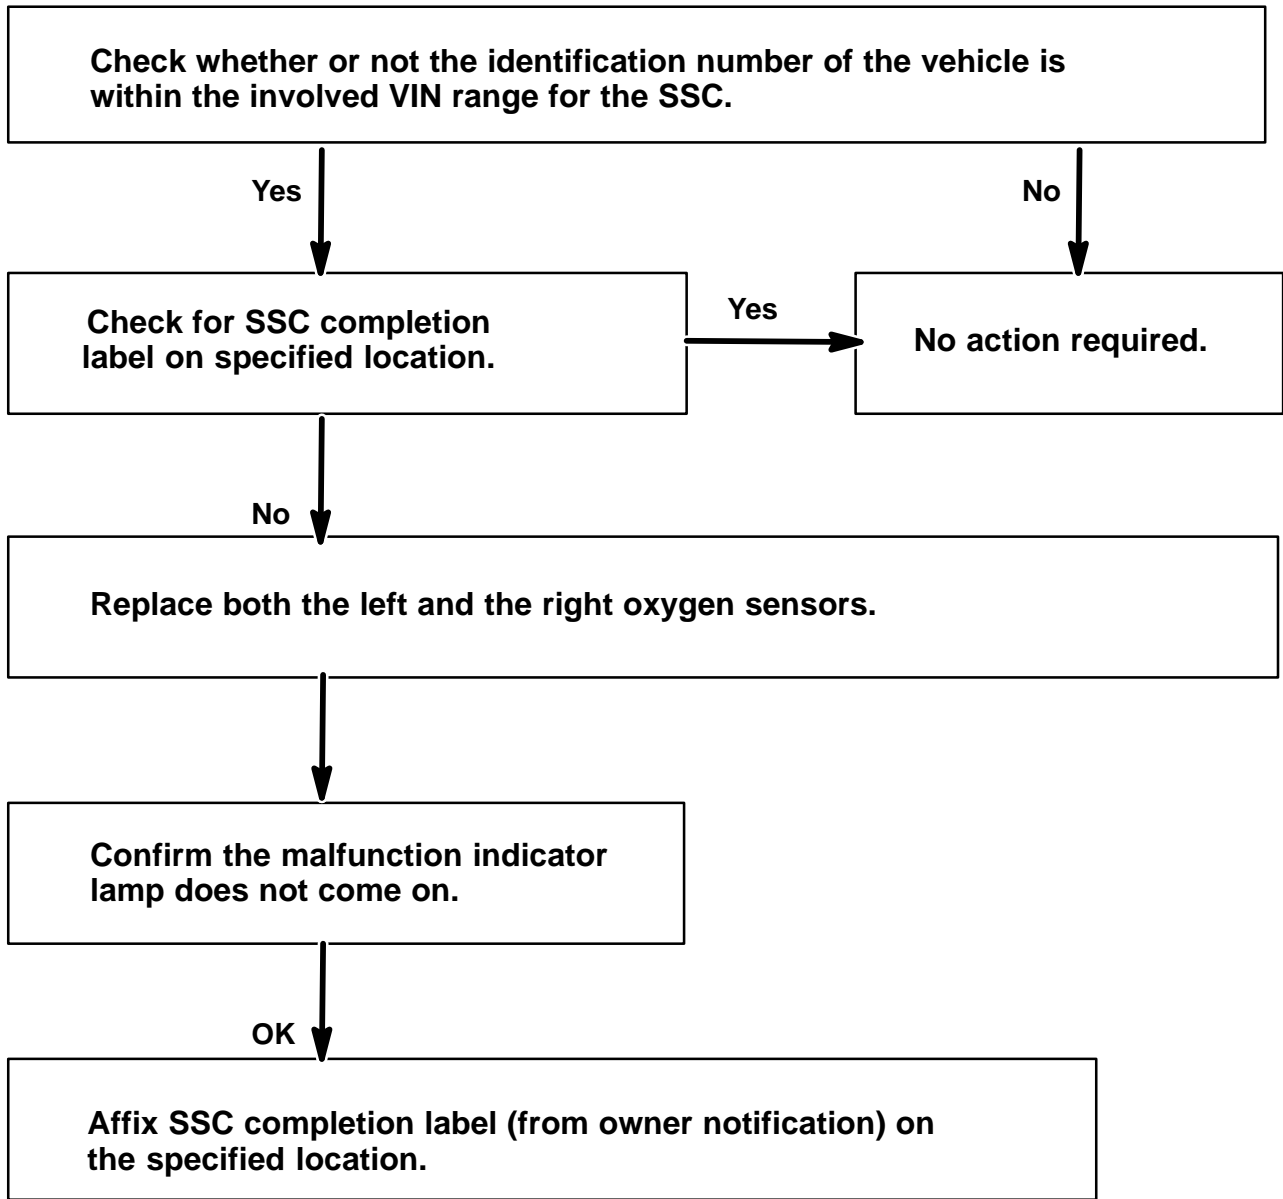 Check whether or not the identification number of the vehicle is
within the involved VIN range for the SSC.
Yes
No
Check for SSC completion
label on specified location.
Yes
No action required.
No
Replace both the left and the right oxygen sensors.
Confirm the malfunction indicator
lamp does not come on.
OK
Affix SSC completion label (from owner notification) on
the specified location.